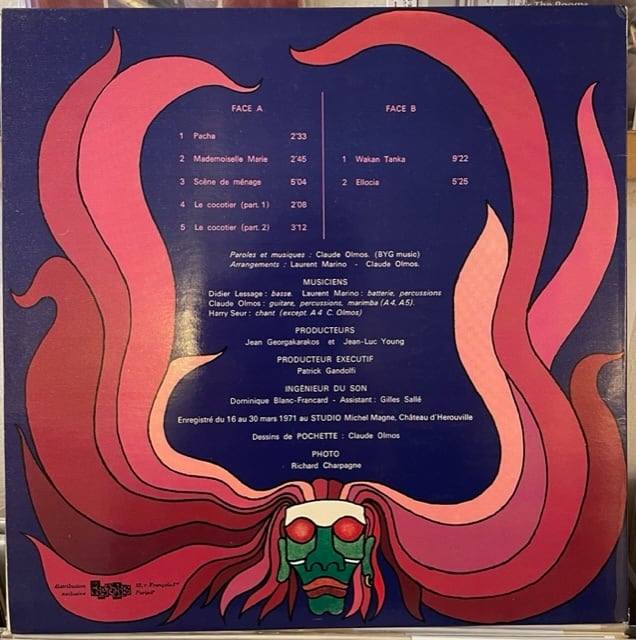 The Rooms
FACE A
1 Pacha 2'33
2 Mademoiselle Marie 2'45
3 Scène de ménage 5'04
4 Le cocotier (part. 1) 2'08
5 Le cocotier (part. 2) 3'12
FACE B
1 Wakan Tanka 9'22
2 Ellocia 5'25
Paroles et musiques : Claude Olmos. (BYG music)
Arrangements : Laurent Marino - Claude Olmos.
MUSICIENS
Didier Lessage : basse. Laurent Marino : batterie, percussions
Claude Olmos : guitare, percussions, marimba (A 4, A5).
Harry Seur : chant (except. A 4 C. Olmos)
PRODUCTEURS
Jean Georgakarakos et Jean-Luc Young
PRODUCTEUR EXECUTIF
Patrick Gandolfi
INGÉNIEUR DU SON
Dominique Blanc-Francard - Assistant : Gilles Sallé
Enregistré du 16 au 30 mars 1971 au STUDIO Michel Magne, Château d'Herouville
Dessins de POCHETTE : Claude Olmos
PHOTO
Richard Charpagne
distribution
exclusive